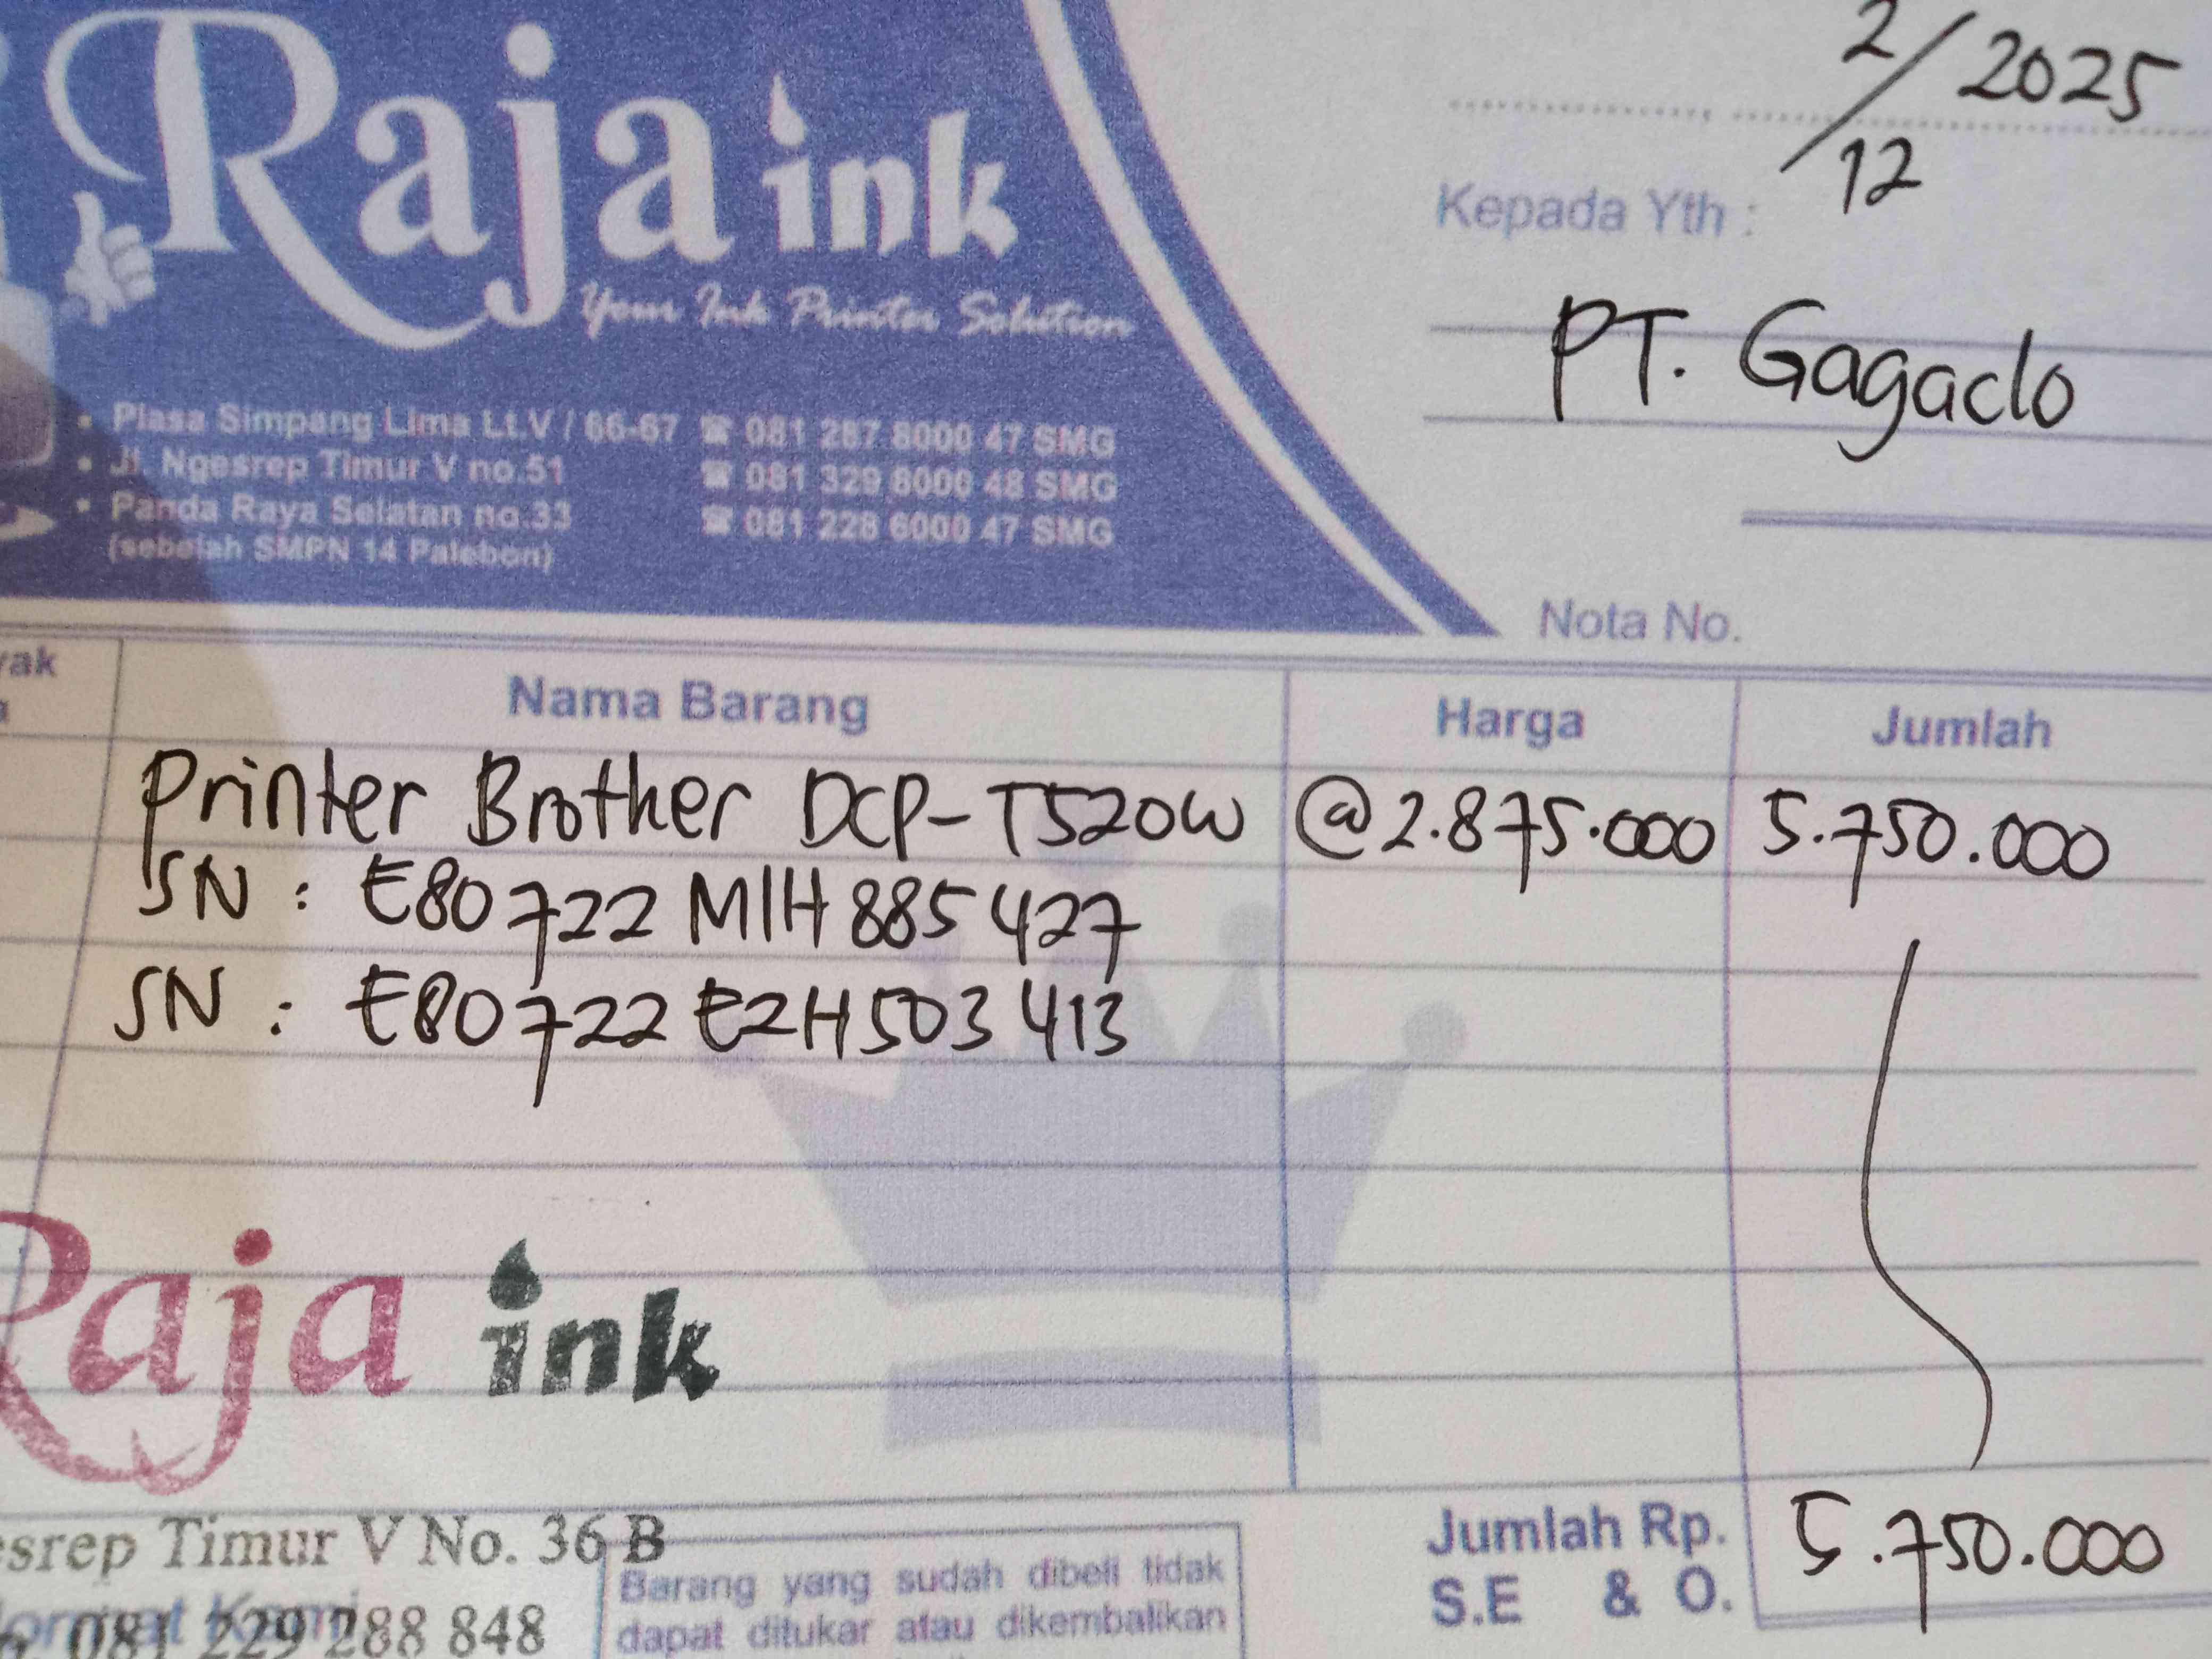 Raja ink
Your Ink Printer Solution
• Plasa Simpang Lima Lt.V / 66-67 ☎ 081 287 8000 47 SMG
• Jl. Ngesrep Timur V no.51 ☎ 081 329 8000 48 SMG
• Panda Raya Selatan no.33 ☎ 081 228 6000 47 SMG
(sebelah SMPN 14 Palebon)
2/12/2025
Kepada Yth :
PT. Gagaclo
Nota No.
Nama Barang Harga Jumlah
Printer Brother DCP-T520W @2.875.000 5.750.000
SN : E80722M1H885427
SN : E80722E2H503413
Raja ink
Timur V No. 36 B
081 229 288 848
Barang yang sudah dibeli tidak
dapat ditukar atau dikembalikan
Jumlah Rp. 5.750.000
S.E & O.